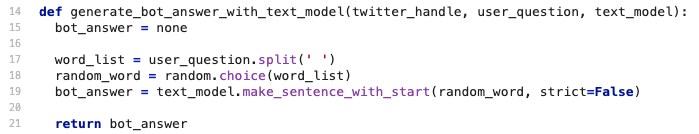 14 def generate_bot_answer_with_text_model(twitter_handle, user_question, text_model):
15   bot_answer = none
16
17   word_list = user_question.split(' ')
18   random_word = random.choice(word_list)
19   bot_answer = text_model.make_sentence_with_start(random_word, strict=False)
20
21   return bot_answer